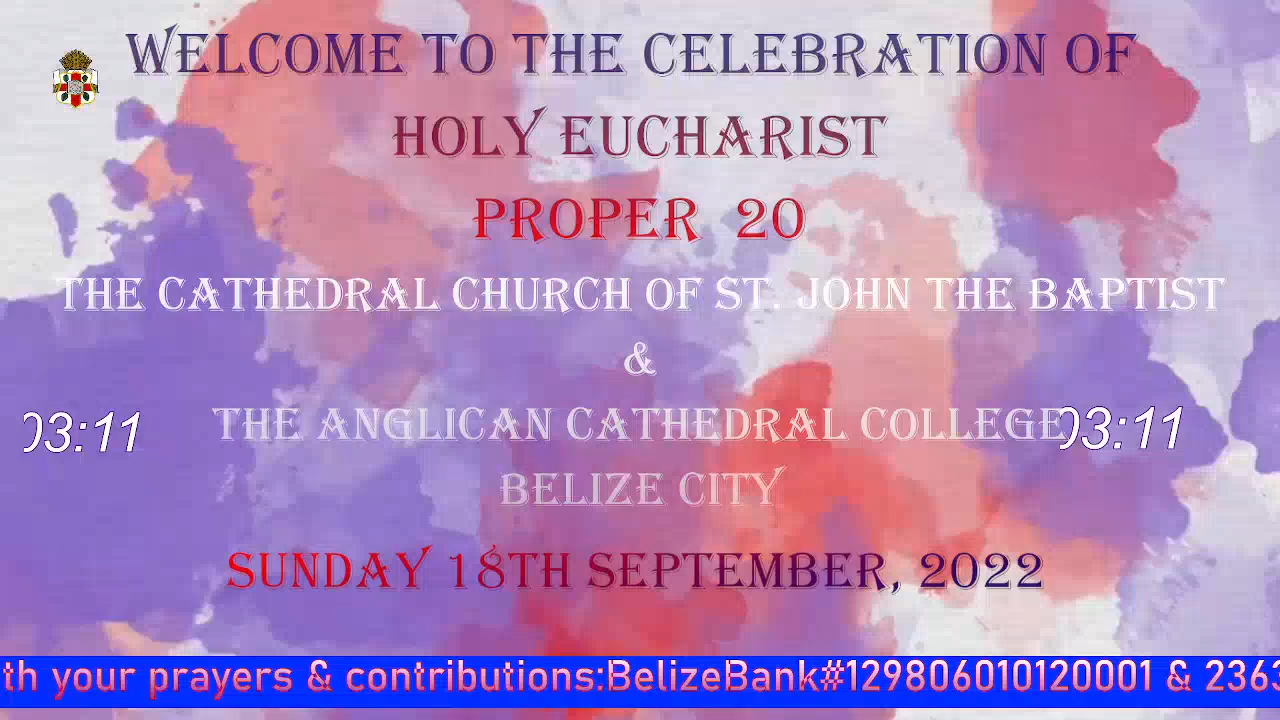 WELCOME TO THE CELEBRATION OF
HOLY EUCHARIST
PROPER 20
THE CATHEDRAL CHURCH OF ST. JOHN THE BAPTIST
&
03:11 THE ANGLICAN CATHEDRAL COLLEGE 03:11
BELIZE CITY
SUNDAY 18TH SEPTEMBER, 2022
th your prayers & contributions:BelizeBank#129806010120001 & 2363